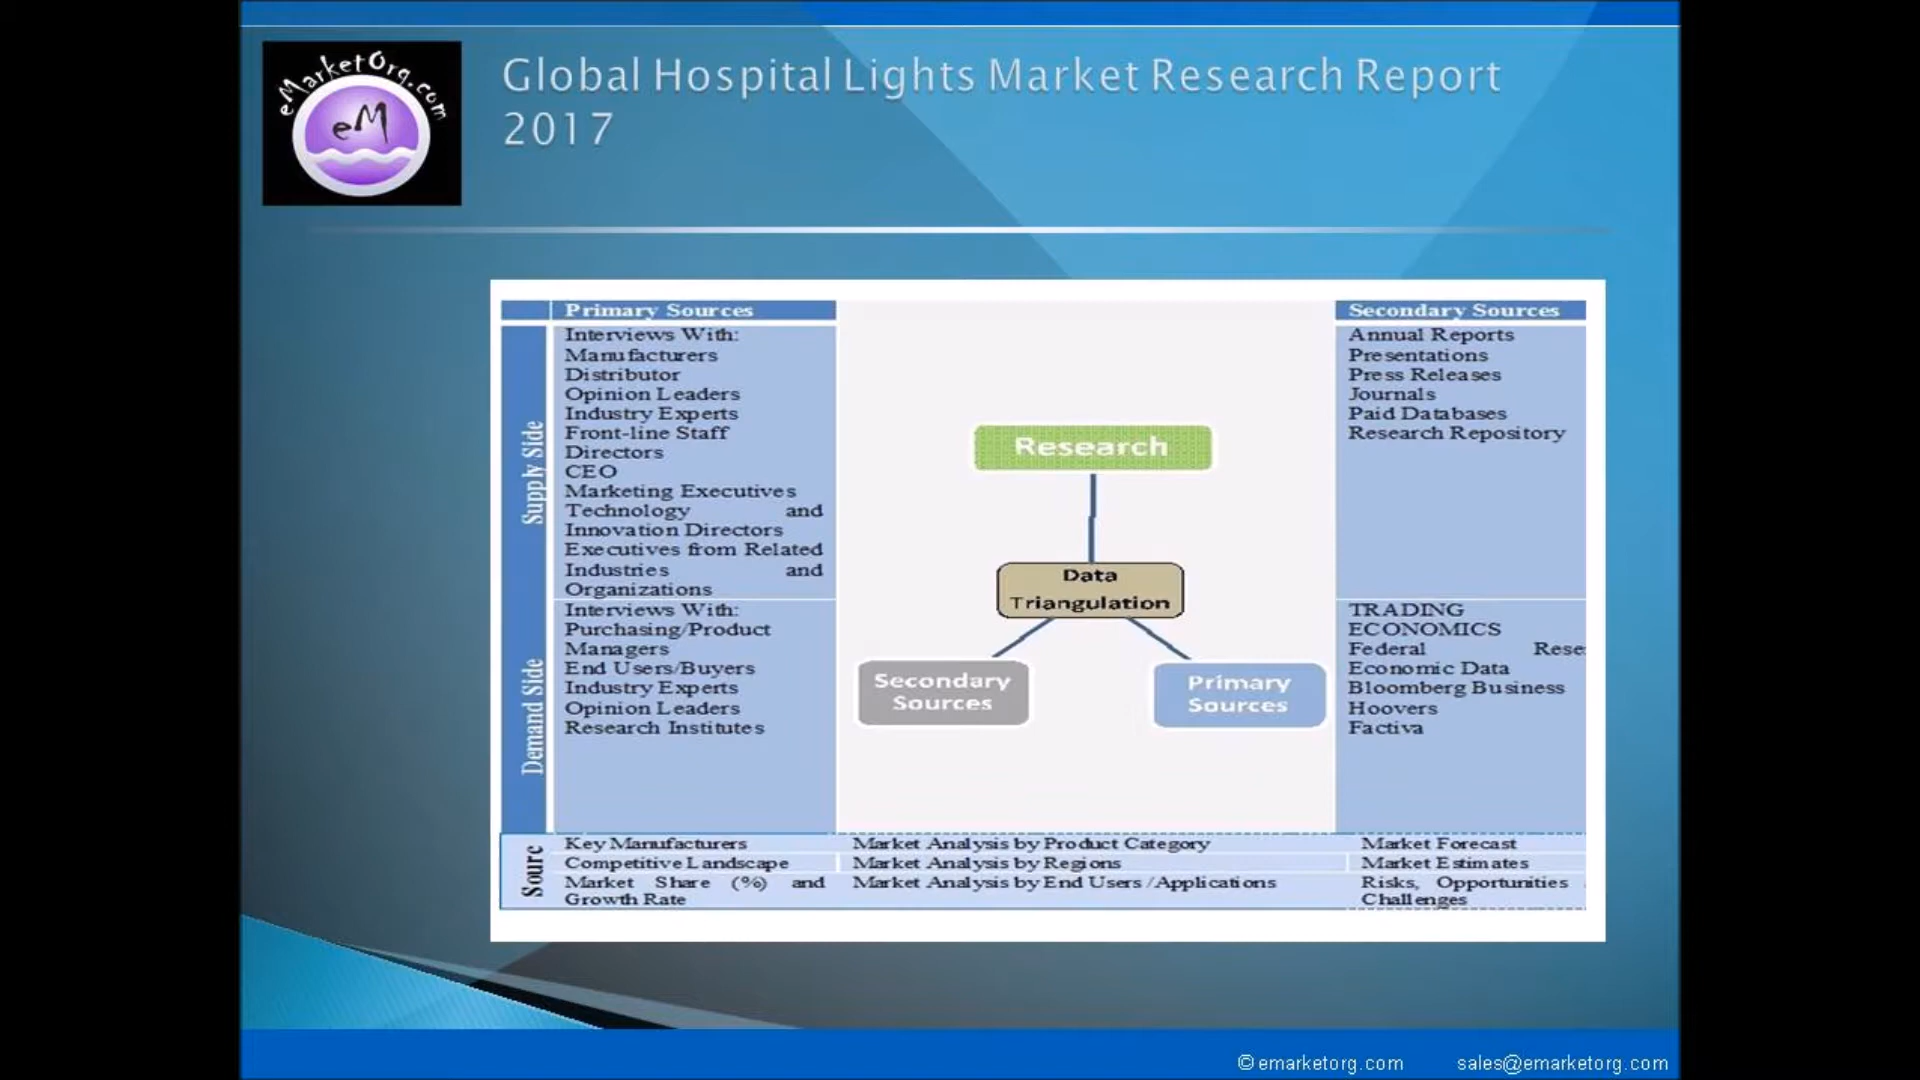 eMarketOrg.com
eM
Global Hospital Lights Market Research Report
2017
Primary Sources
Secondary Sources
Supply Side
Interviews With:
Manufacturers
Distributor
Opinion Leaders
Industry Experts
Front-line Staff
Directors
CEO
Marketing Executives
Technology and
Innovation Directors
Executives from Related
Industries and
Organizations
Annual Reports
Presentations
Press Releases
Journals
Paid Databases
Research Repository
Research
Data
Triangulation
Secondary
Sources
Primary
Sources
Demand Side
Interviews With:
Purchasing/Product
Managers
End Users/Buyers
Industry Experts
Opinion Leaders
Research Institutes
TRADING
ECONOMICS
Federal Rese
Economic Data
Bloomberg Business
Hoovers
Factiva
Sourc
Key Manufacturers
Competitive Landscape
Market Share (%) and
Growth Rate
Market Analysis by Product Category
Market Analysis by Regions
Market Analysis by End Users /Applications
Market Forecast
Market Estimates
Risks, Opportunities
Challenges
© emarketorg.com sales@emarketorg.com